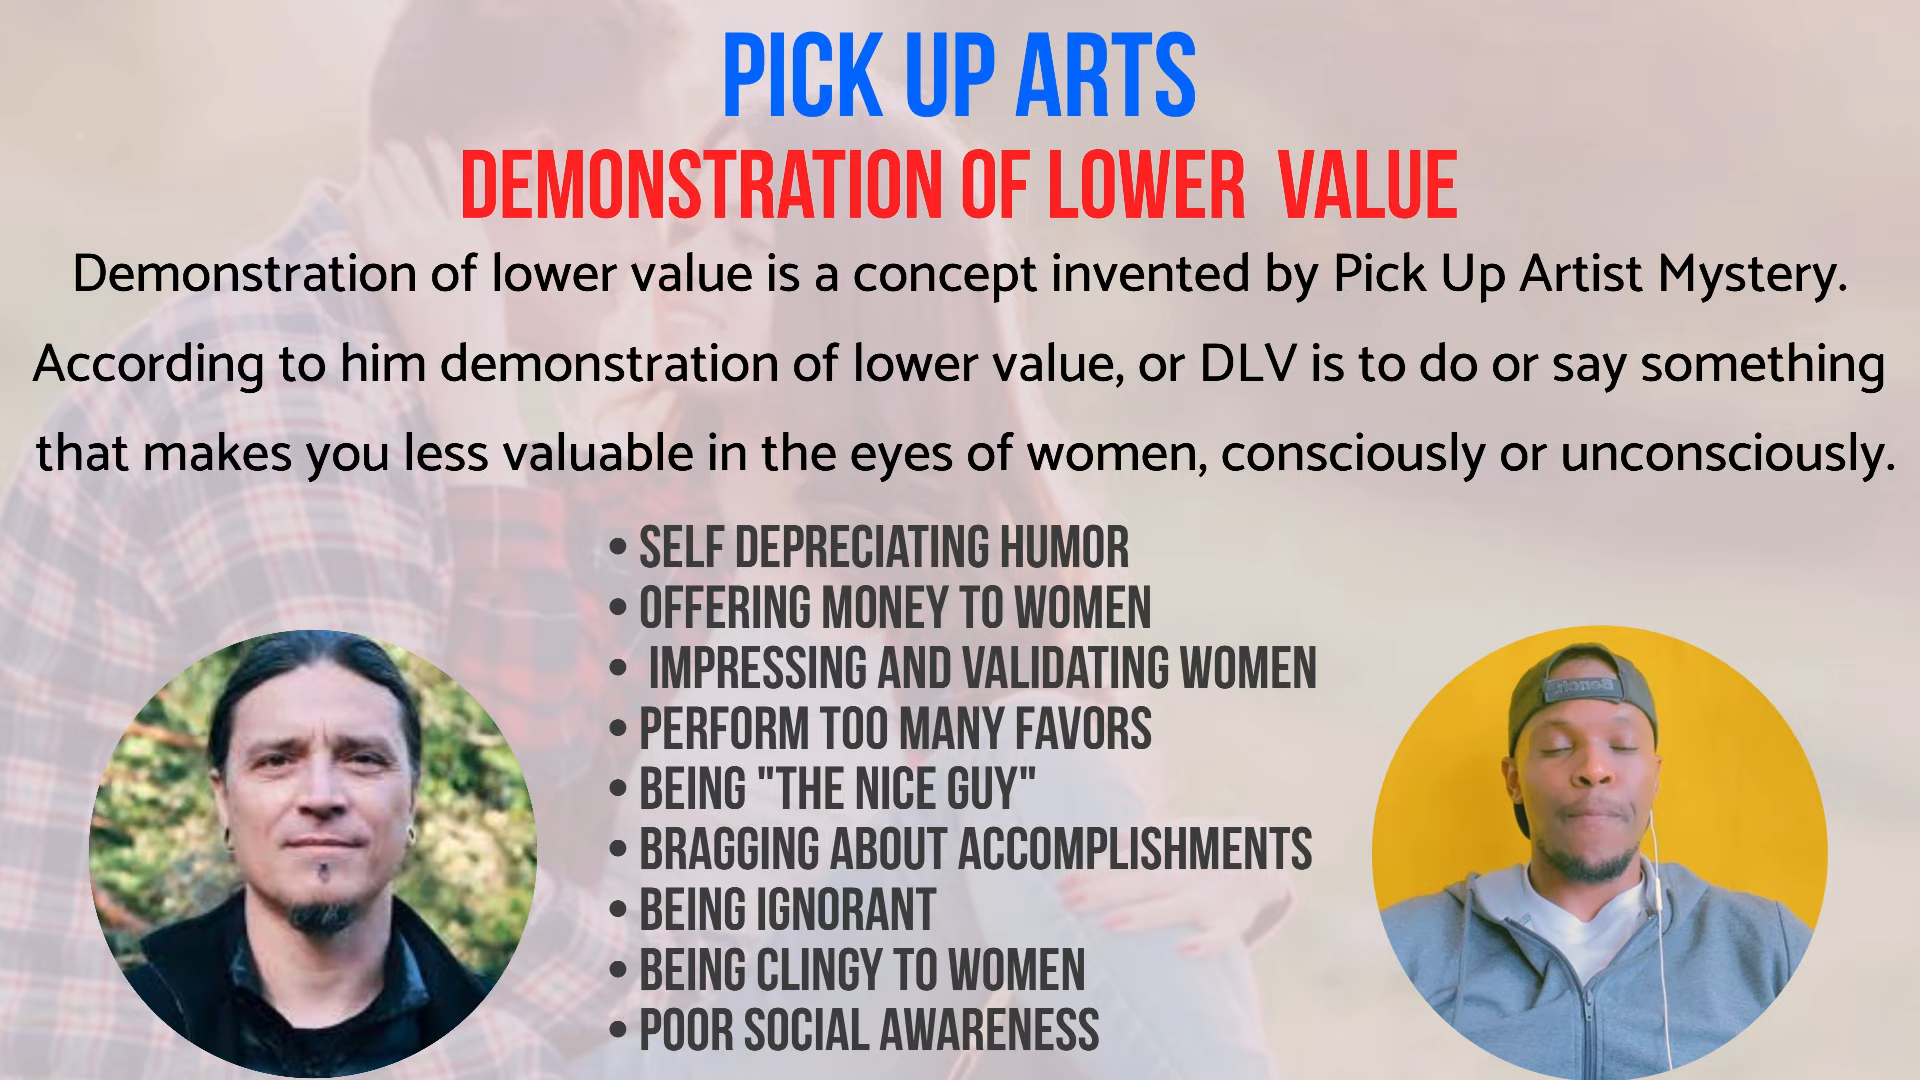 PICK UP ARTS
DEMONSTRATION OF LOWER VALUE
Demonstration of lower value is a concept invented by Pick Up Artist Mystery.
According to him demonstration of lower value, or DLV is to do or say something
that makes you less valuable in the eyes of women, consciously or unconsciously.
• SELF DEPRECIATING HUMOR
• OFFERING MONEY TO WOMEN
• IMPRESSING AND VALIDATING WOMEN
• PERFORM TOO MANY FAVORS
• BEING "THE NICE GUY"
• BRAGGING ABOUT ACCOMPLISHMENTS
• BEING IGNORANT
• BEING CLINGY TO WOMEN
• POOR SOCIAL AWARENESS
Bench